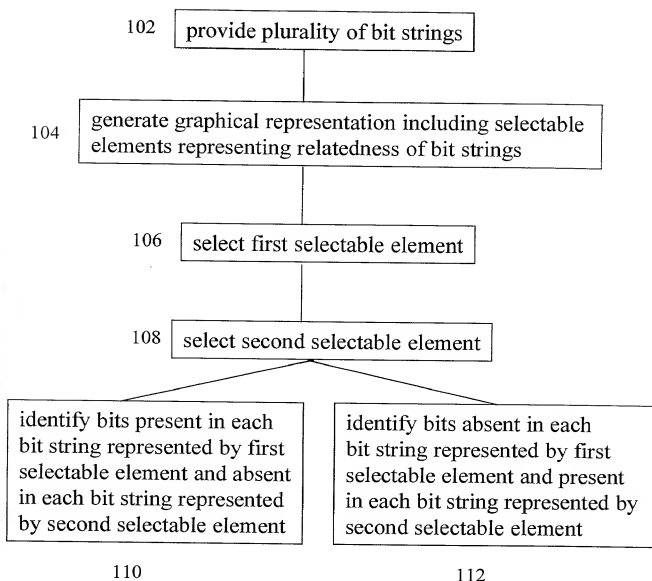 102
provide plurality of bit strings
104
generate graphical representation including selectable
elements representing relatedness of bit strings
106
select first selectable element
108
select second selectable element
identify bits present in each
bit string represented by first
selectable element and absent
in each bit string represented
by second selectable element
110
identify bits absent in each
bit string represented by first
selectable element and present
in each bit string represented by
second selectable element
112